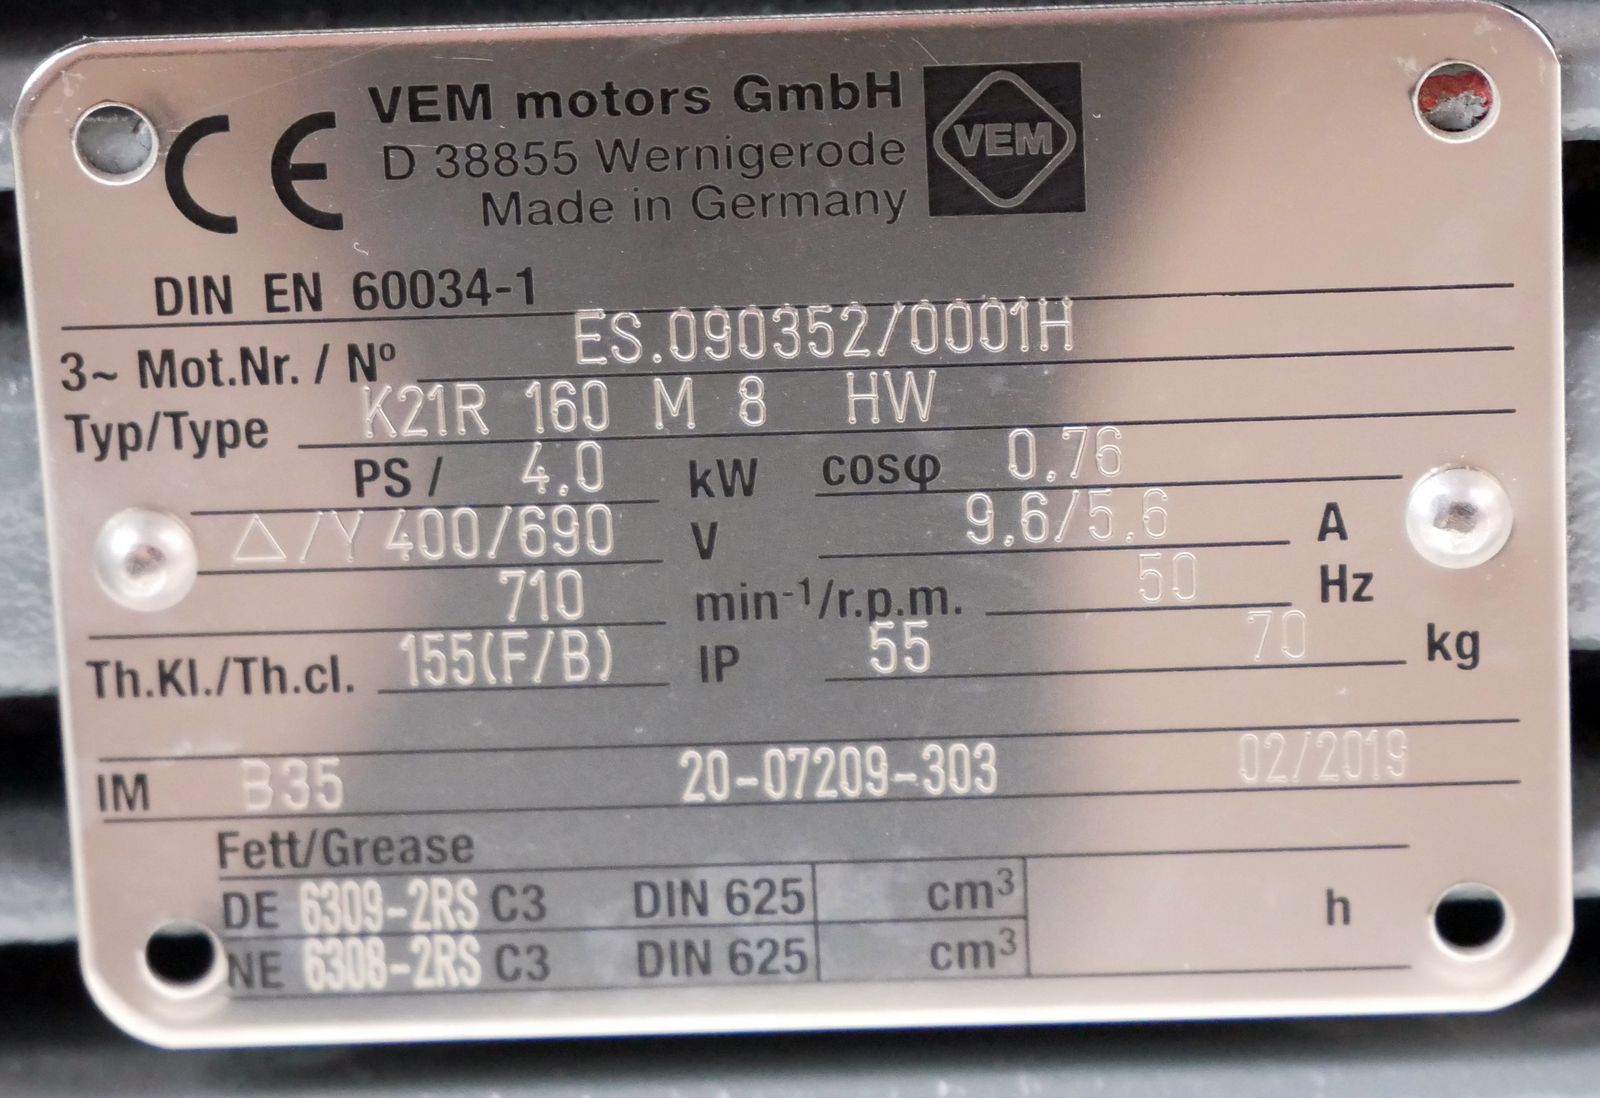 CE
VEM motors GmbH
D 38855 Wernigerode
Made in Germany
VEM
DIN EN 60034-1
3~ Mot.Nr. / Nº ES.090352/0001H
Typ/Type K21R 160 M 8 HW
PS / 4.0 kW cosφ 0.76
△/Y 400/690 V 9.6/5.6 A
710 min-1/r.p.m. 50 Hz
Th.Kl./Th.cl. 155(F/B) IP 55 70 kg
IM B35 20-07209-303 02/2019
Fett/Grease
DE 6309-2RS C3 DIN 625 cm³ h
NE 6308-2RS C3 DIN 625 cm³